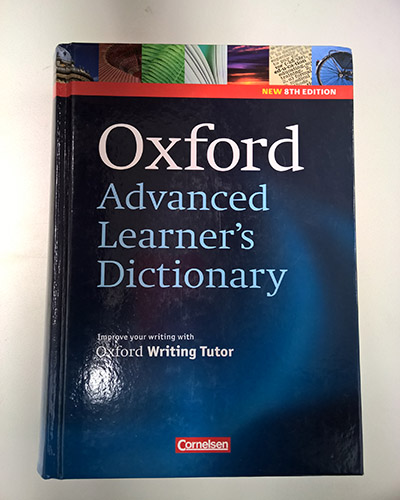 NEW 8TH EDITION
Oxford
Advanced
Learner's
Dictionary
Improve your writing with
Oxford Writing Tutor
Cornelsen